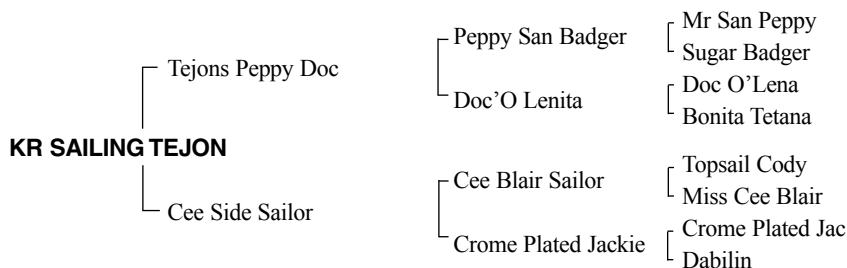 Mr San Peppy
Peppy San Badger
Sugar Badger
Tejons Peppy Doc
Doc O’Lena
Doc’O Lenita
Bonita Tetana
KR SAILING TEJON
Topsail Cody
Cee Blair Sailor
Miss Cee Blair
Cee Side Sailor
Crome Plated Jac
Crome Plated Jackie
Dabilin